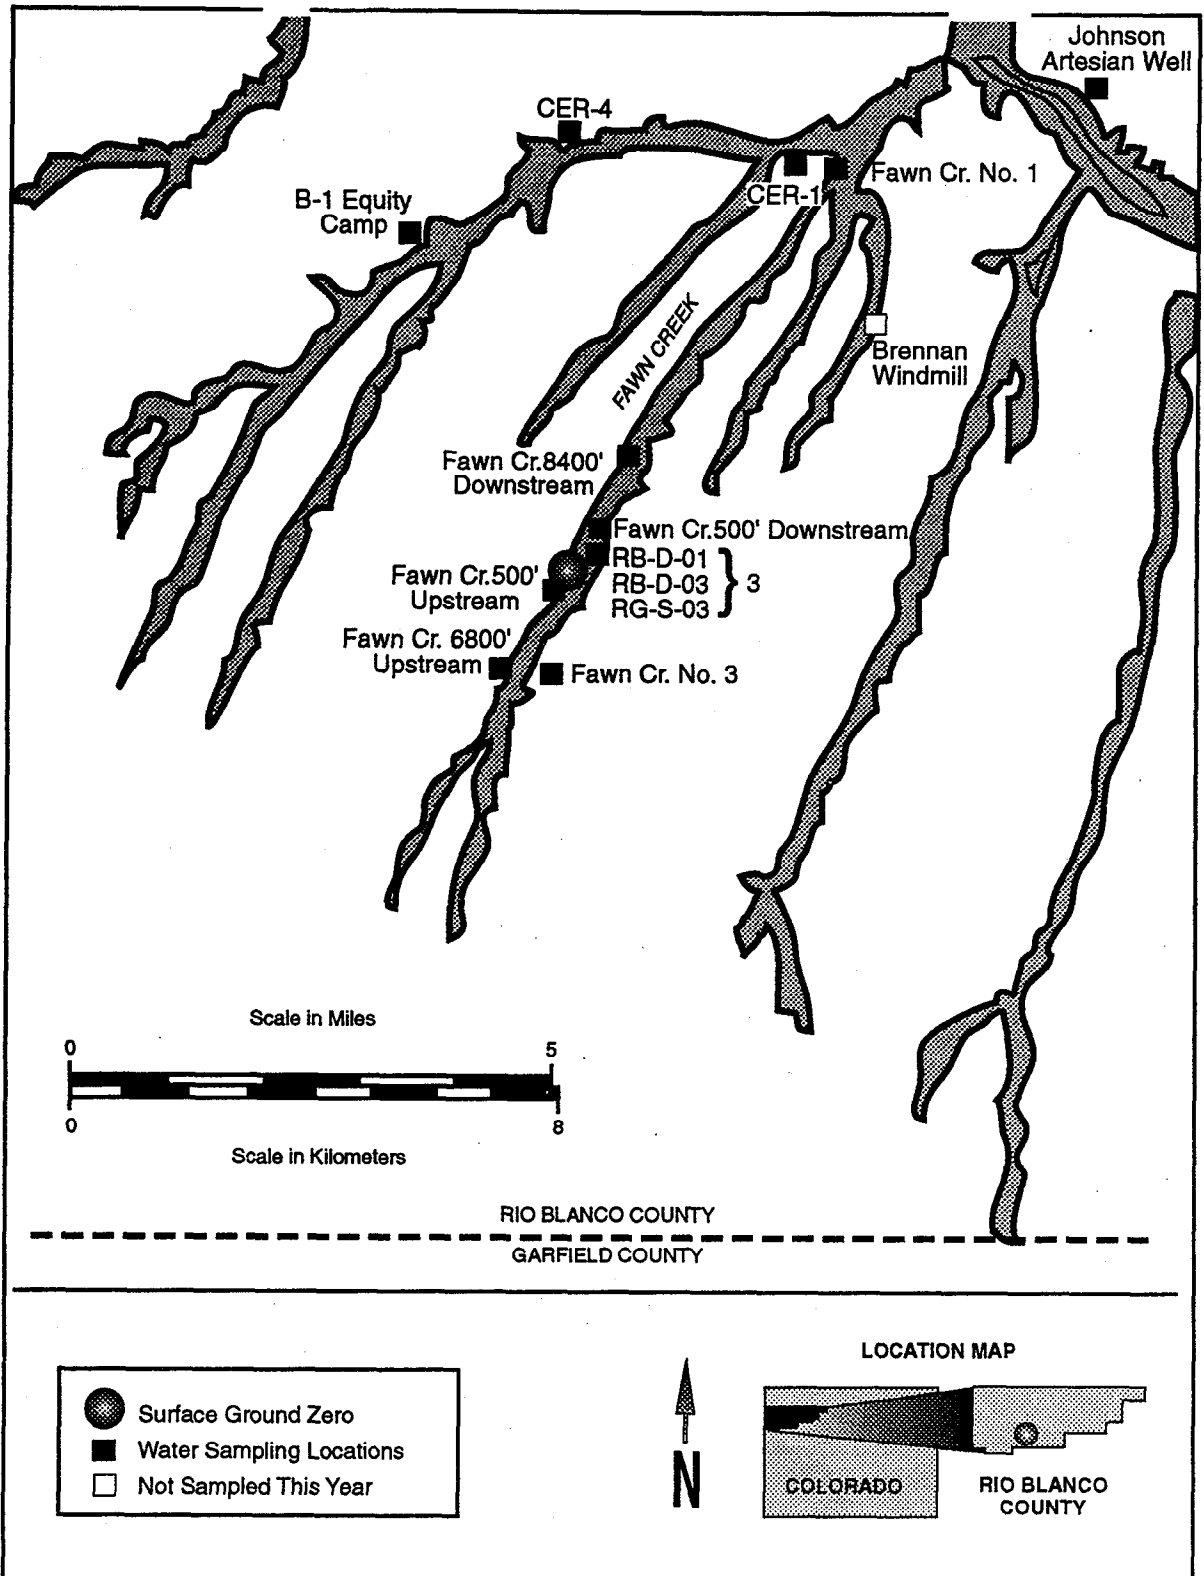 Johnson
Artesian Well
CER-4
Fawn Cr. No. 1
CER-1
B-1 Equity
Camp
FAWN CREEK
Brennan
Windmill
Fawn Cr.8400'
Downstream
Fawn Cr.500' Downstream
RB-D-01
RB-D-03
RG-S-03
} 3
Fawn Cr.500'
Upstream
Fawn Cr. 6800'
Upstream
Fawn Cr. No. 3
Scale in Miles
0 5
0 8
Scale in Kilometers
RIO BLANCO COUNTY
GARFIELD COUNTY
LOCATION MAP
Surface Ground Zero
Water Sampling Locations
Not Sampled This Year
N
COLORADO
RIO BLANCO
COUNTY